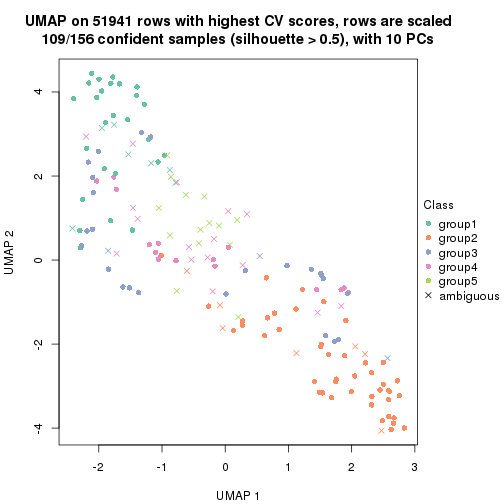 UMAP on 51941 rows with highest CV scores, rows are scaled
109/156 confident samples (silhouette > 0.5), with 10 PCs
4
2
0
-2
-4
UMAP 2
-2
-1
0
1
2
3
UMAP 1
Class
group1
group2
group3
group4
group5
ambiguous